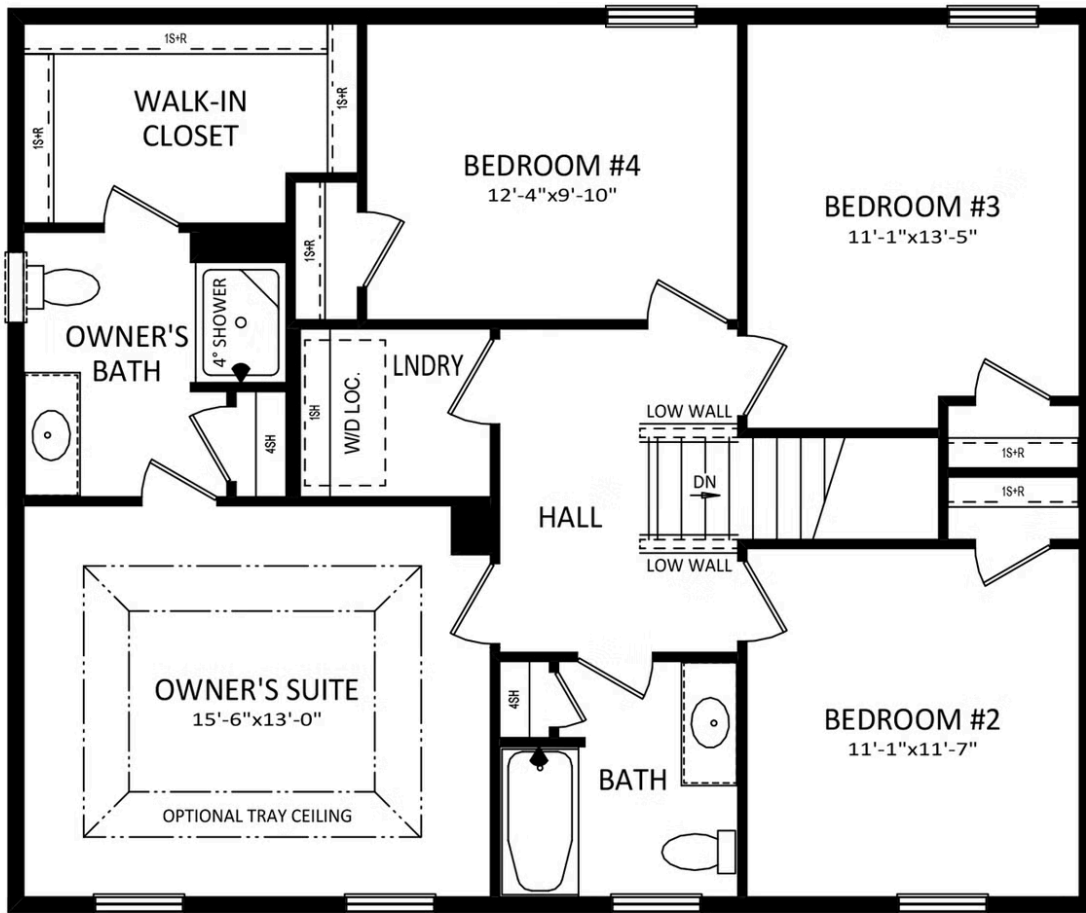 1S+R
1S+R
1S+R
WALK-IN
CLOSET
BEDROOM #4
12'-4"x9'-10"
BEDROOM #3
11'-1"x13'-5"
1S+R
4° SHOWER
OWNER'S
BATH
LNDRY
1SH
W/D LOC.
4SH
LOW WALL
DN
LOW WALL
HALL
1S+R
1S+R
OWNER'S SUITE
15'-6"x13'-0"
OPTIONAL TRAY CEILING
4SH
BATH
BEDROOM #2
11'-1"x11'-7"